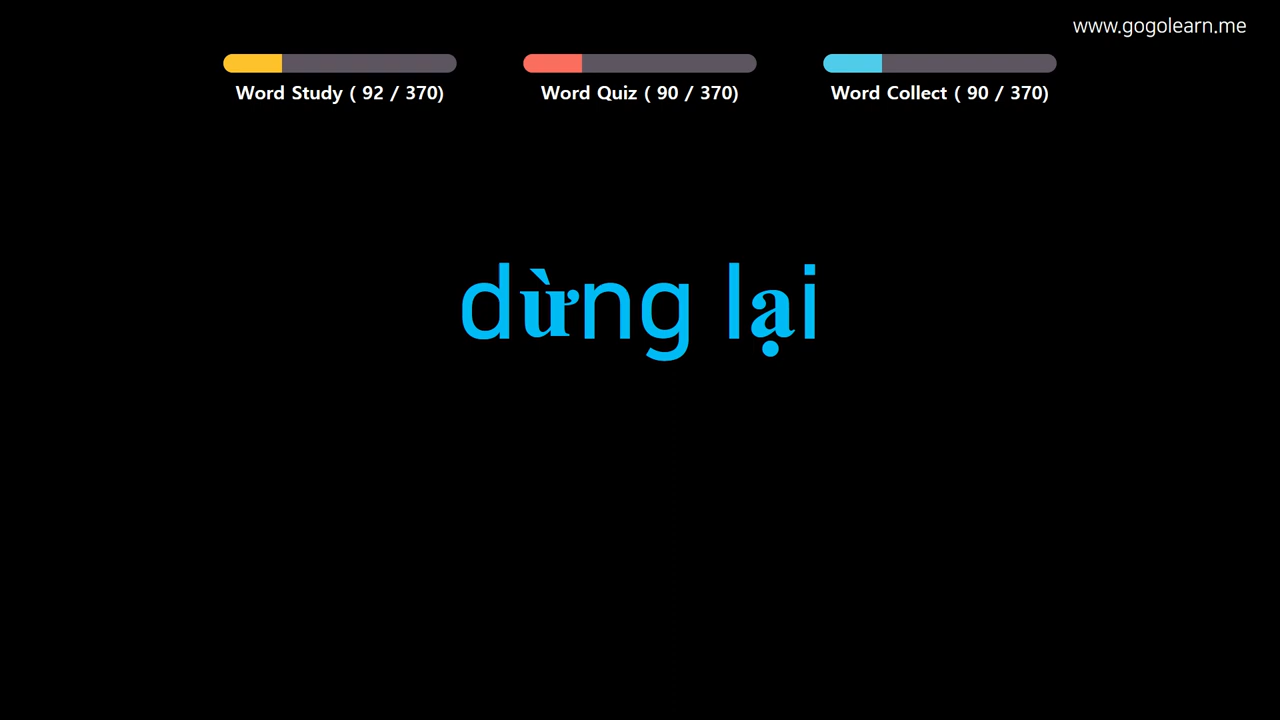 www.gogolearn.me
Word Study ( 92 / 370)
Word Quiz ( 90 / 370)
Word Collect ( 90 / 370)
dừng lại